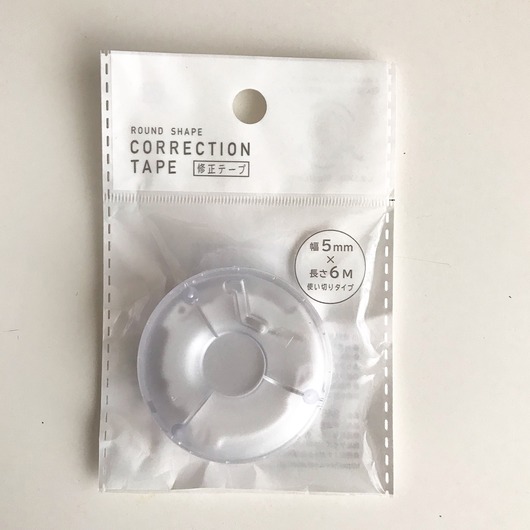 ROUND SHAPE
CORRECTION
TAPE 修正テープ
幅5mm
×
長さ6M
使い切りタイプ